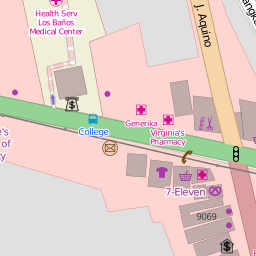 Health Serv
Los Baños
Medical Center
J. Aquino
Generika
College
Virginia's
Pharmacy
7-Eleven
9069